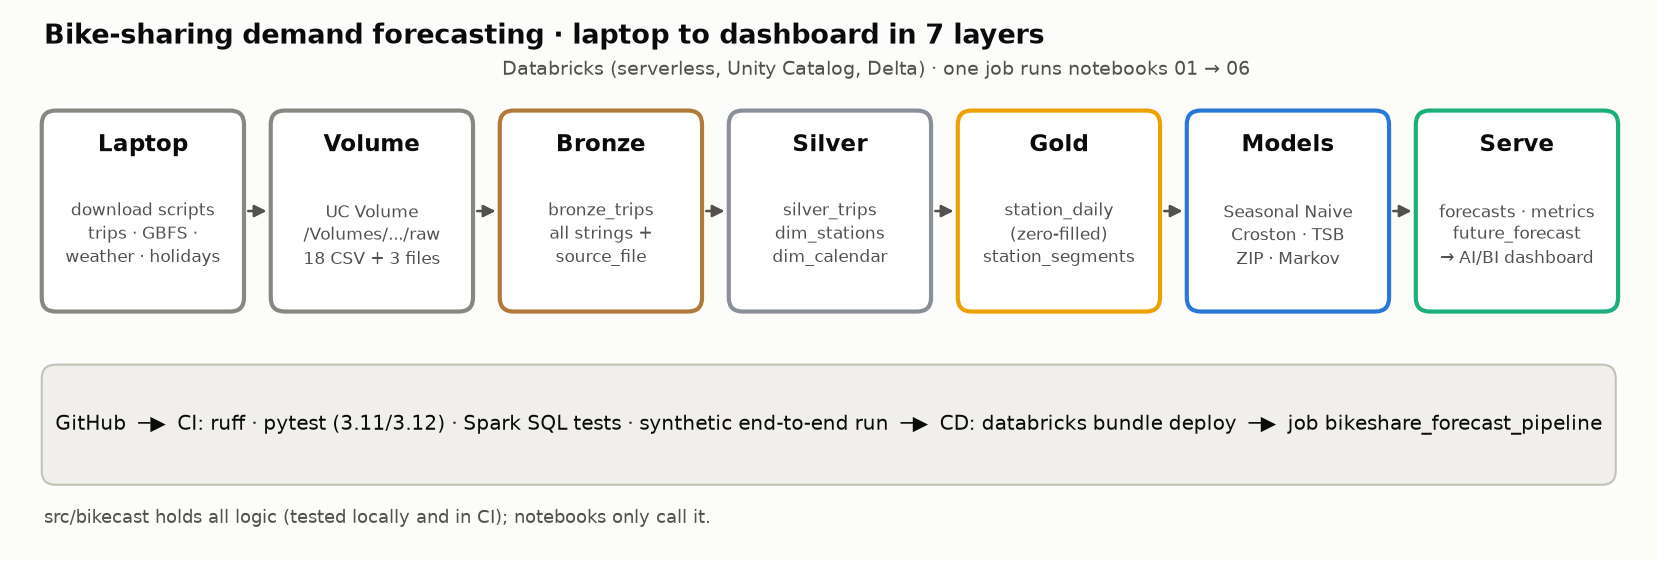 Bike-sharing demand forecasting · laptop to dashboard in 7 layers
Databricks (serverless, Unity Catalog, Delta) · one job runs notebooks 01 → 06
Laptop
download scripts
trips · GBFS ·
weather · holidays
Volume
UC Volume
/Volumes/.../raw
18 CSV + 3 files
Bronze
bronze_trips
all strings +
source_file
Silver
silver_trips
dim_stations
dim_calendar
Gold
station_daily
(zero-filled)
station_segments
Models
Seasonal Naive
Croston · TSB
ZIP · Markov
Serve
forecasts · metrics
future_forecast
→ AI/BI dashboard
GitHub → CI: ruff · pytest (3.11/3.12) · Spark SQL tests · synthetic end-to-end run → CD: databricks bundle deploy → job bikeshare_forecast_pipeline
src/bikecast holds all logic (tested locally and in CI); notebooks only call it.